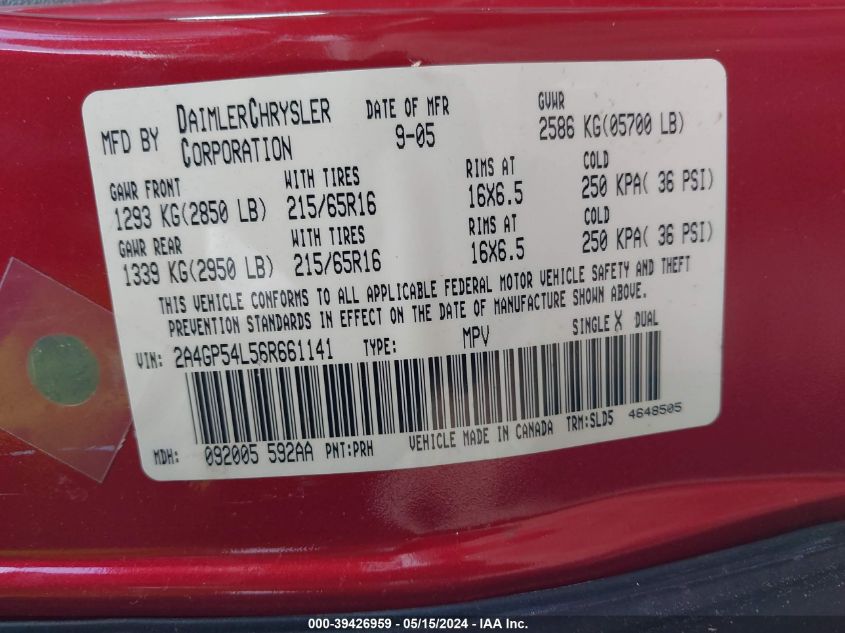 MFD BY DAIMLERCHRYSLER CORPORATION
DATE OF MFR 9-05
GVWR 2586 KG(05700 LB)
GAWR FRONT WITH TIRES RIMS AT COLD
1293 KG(2850 LB) 215/65R16 16X6.5 250 KPA( 36 PSI)
GAWR REAR WITH TIRES RIMS AT COLD
1339 KG(2950 LB) 215/65R16 16X6.5 250 KPA( 36 PSI)
THIS VEHICLE CONFORMS TO ALL APPLICABLE FEDERAL MOTOR VEHICLE SAFETY AND THEFT
PREVENTION STANDARDS IN EFFECT ON THE DATE OF MANUFACTURE SHOWN ABOVE.
VIN: 2A4GP54L56R661141 TYPE: MPV SINGLE X DUAL
MDH: 092005 592AA PNT:PRH VEHICLE MADE IN CANADA TRM:SLD5 4648505
000-39426959 - 05/15/2024 - © IAA, Inc.